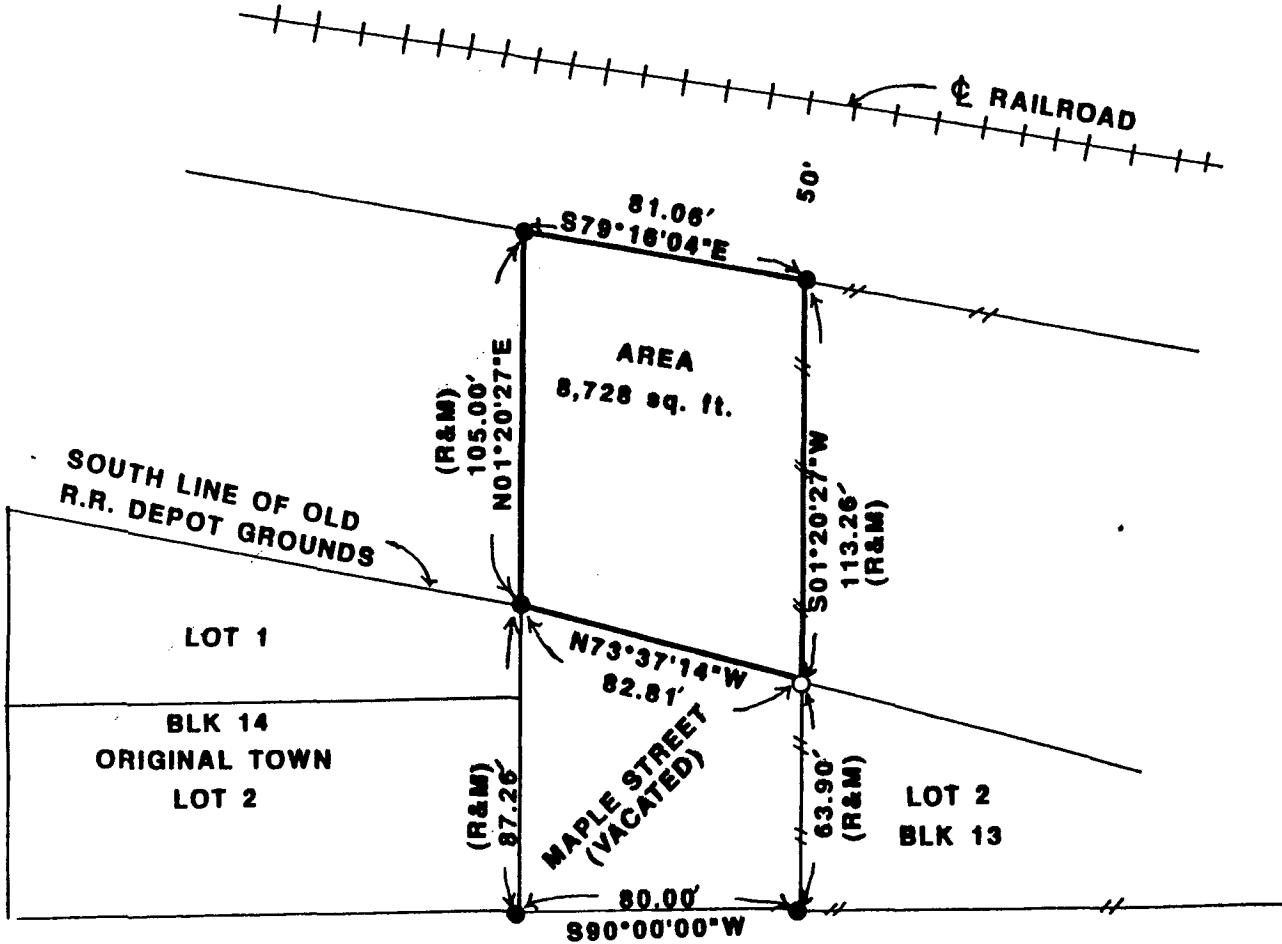 ℄ RAILROAD
50'
81.06'
S79°16'04"E
AREA
8,728 sq. ft.
(R&M)
105.00'
N01°20'27"E
S01°20'27"W
113.26'
(R&M)
SOUTH LINE OF OLD
R.R. DEPOT GROUNDS
LOT 1
N73°37'14"W
82.81'
BLK 14
ORIGINAL TOWN
LOT 2
(R&M)
87.26'
MAPLE STREET
(VACATED)
63.90'
(R&M)
LOT 2
BLK 13
80.00'
S90°00'00"W